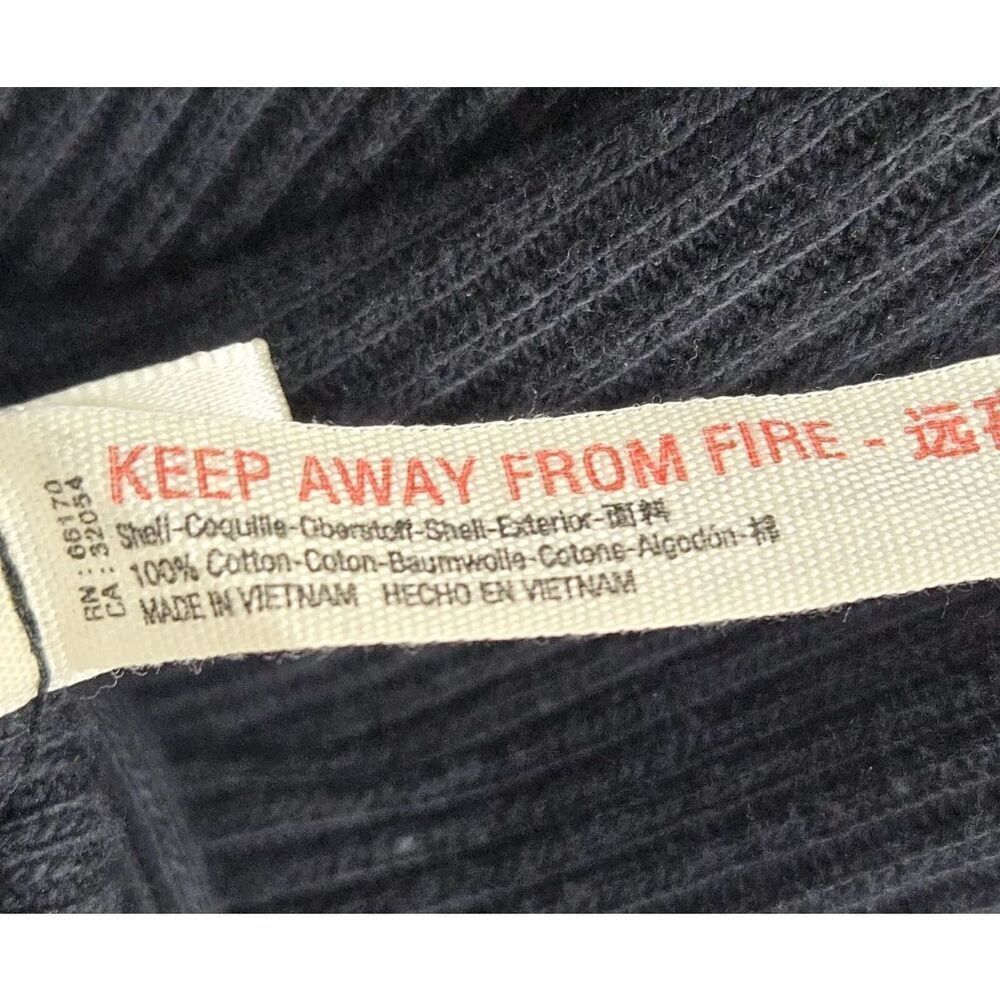 KEEP AWAY FROM FIRE - 远
Shell-Coquille-Oberstoff-Shell-Exterior-面料
100% Cotton-Coton-Baumwolle-Cotone-Algodón-棉
MADE IN VIETNAM HECHO EN VIETNAM
RN : 66170
CA : 32054